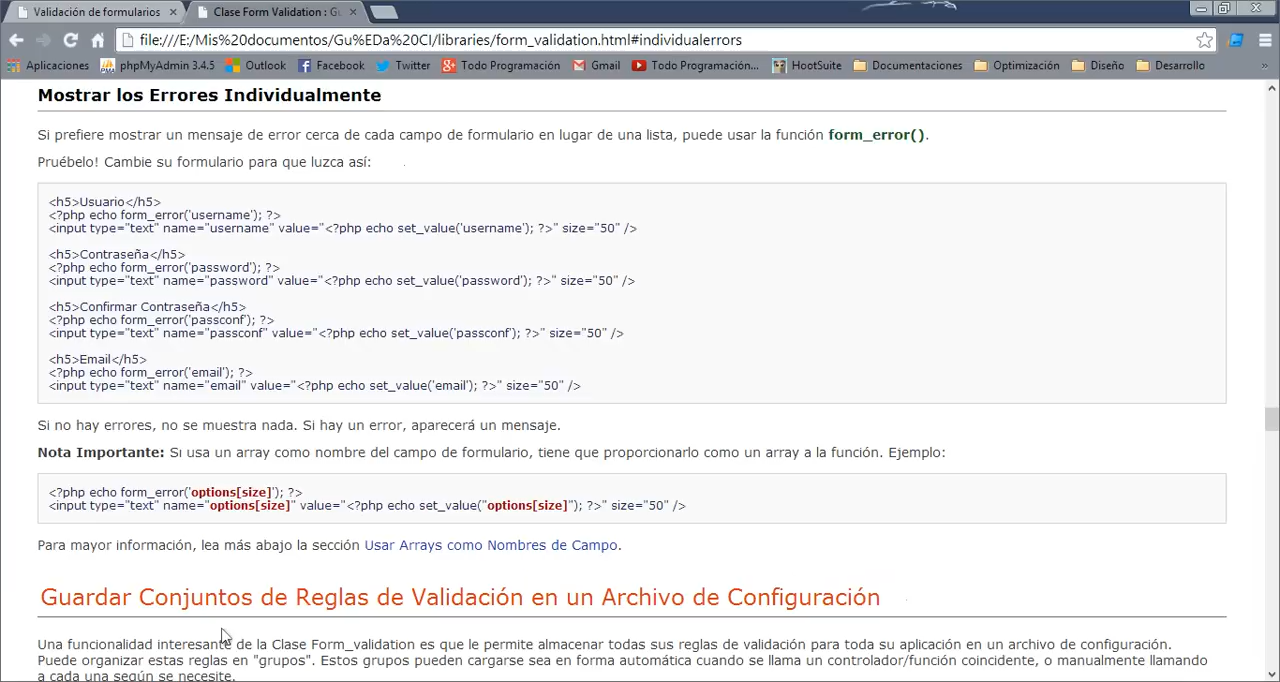 Validación de formularios
Clase Form Validation : Gu
file:///E:/Mis%20documentos/Gu%EDa%20CI/libraries/form_validation.html#individualerrors
Aplicaciones phpMyAdmin 3.4.5 Outlook Facebook Twitter Todo Programación Gmail Todo Programación... HootSuite Documentaciones Optimización Diseño Desarrollo »
Mostrar los Errores Individualmente
Si prefiere mostrar un mensaje de error cerca de cada campo de formulario en lugar de una lista, puede usar la función form_error().
Pruébelo! Cambie su formulario para que luzca así:
<h5>Usuario</h5>
<?php echo form_error('username'); ?>
<input type="text" name="username" value="<?php echo set_value('username'); ?>" size="50" />
<h5>Contraseña</h5>
<?php echo form_error('password'); ?>
<input type="text" name="password" value="<?php echo set_value('password'); ?>" size="50" />
<h5>Confirmar Contraseña</h5>
<?php echo form_error('passconf'); ?>
<input type="text" name="passconf" value="<?php echo set_value('passconf'); ?>" size="50" />
<h5>Email</h5>
<?php echo form_error('email'); ?>
<input type="text" name="email" value="<?php echo set_value('email'); ?>" size="50" />
Si no hay errores, no se muestra nada. Si hay un error, aparecerá un mensaje.
Nota Importante: Si usa un array como nombre del campo de formulario, tiene que proporcionarlo como un array a la función. Ejemplo:
<?php echo form_error('options[size]'); ?>
<input type="text" name="options[size]" value="<?php echo set_value("options[size]"); ?>" size="50" />
Para mayor información, lea más abajo la sección Usar Arrays como Nombres de Campo.
Guardar Conjuntos de Reglas de Validación en un Archivo de Configuración
Una funcionalidad interesante de la Clase Form_validation es que le permite almacenar todas sus reglas de validación para toda su aplicación en un archivo de configuración.
Puede organizar estas reglas en "grupos". Estos grupos pueden cargarse sea en forma automática cuando se llama un controlador/función coincidente, o manualmente llamando
a cada una según se necesite.